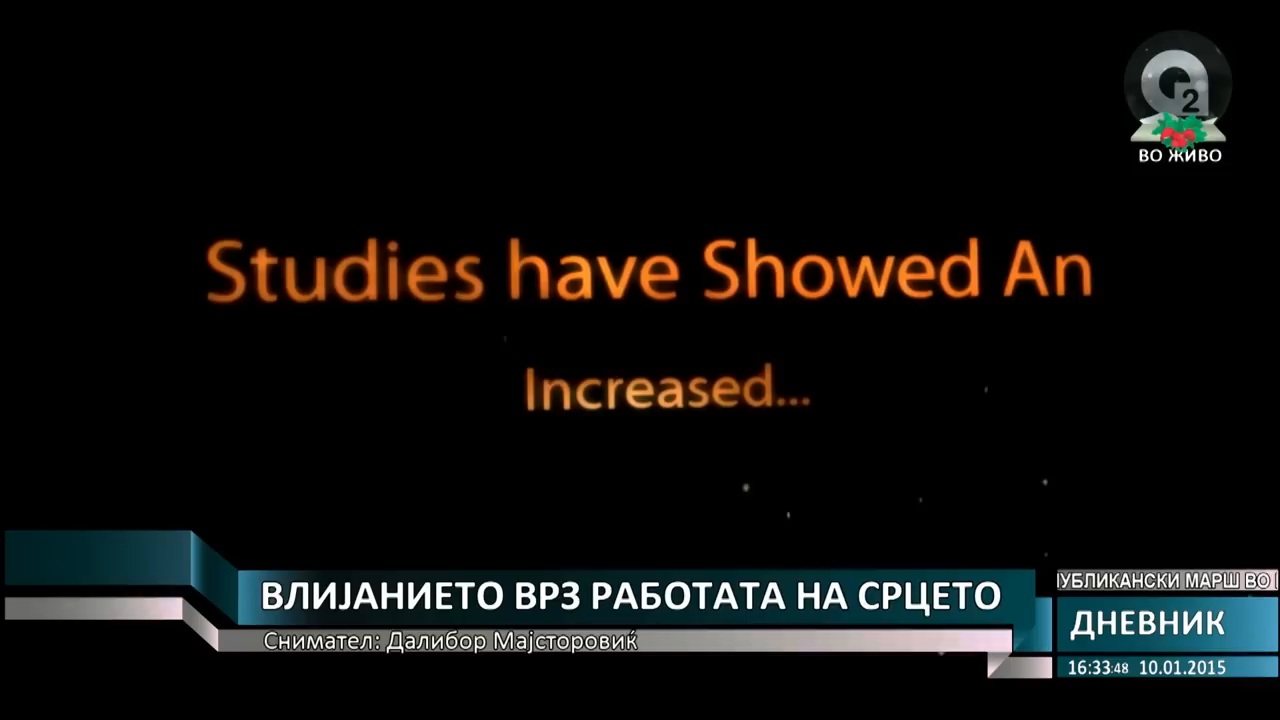 2
ВО ЖИВО
Studies have Showed An
Increased...
ВЛИЈАНИЕТО ВРЗ РАБОТАТА НА СРЦЕТО
Снимател: Далибор Мајсторовиќ
МАРШ ВО
ДНЕВНИК
16:33:48 10.01.2015